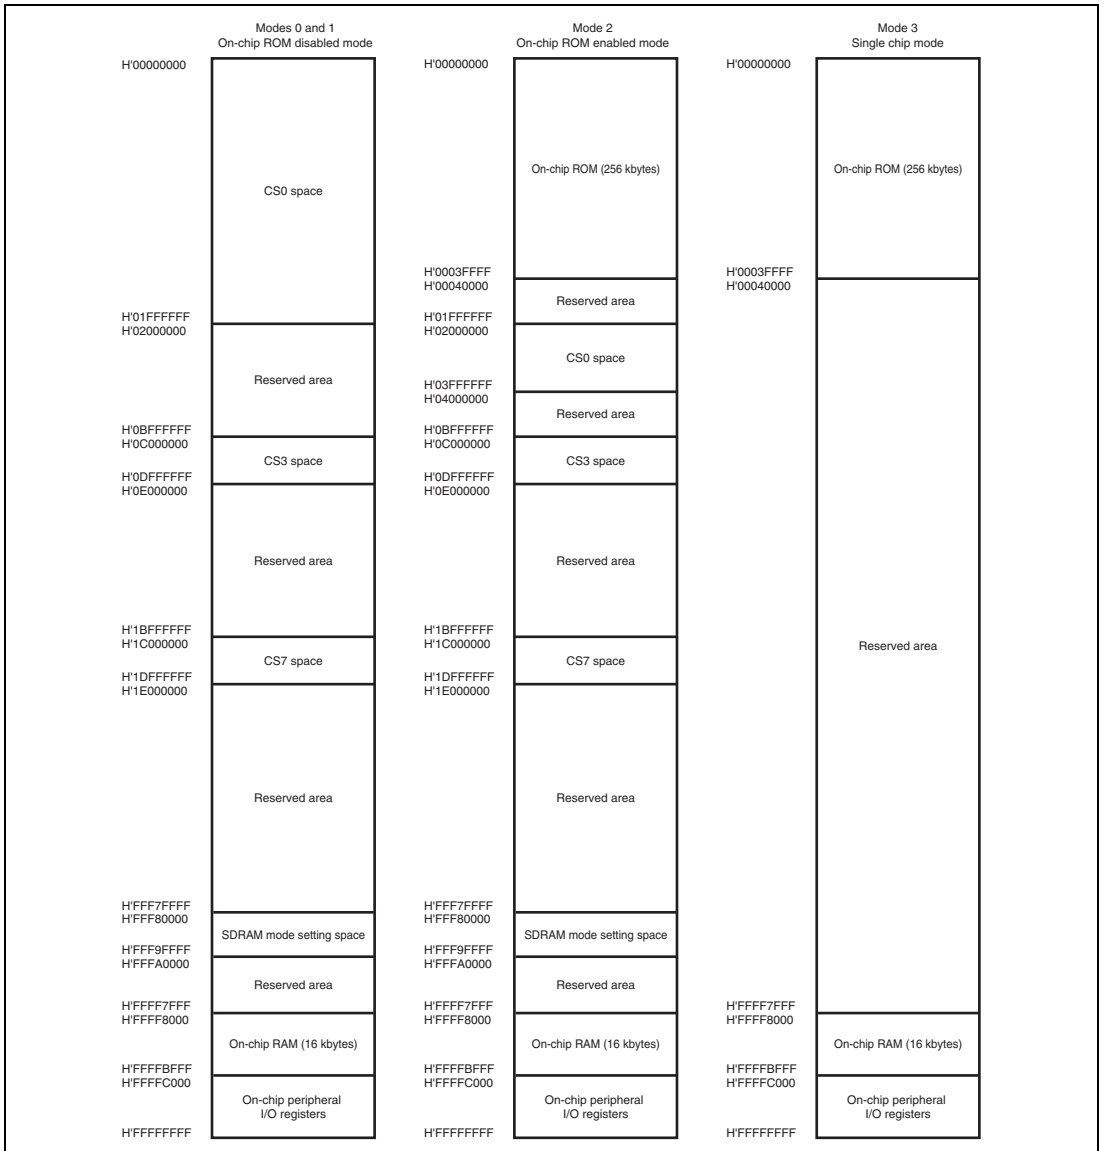 Modes 0 and 1
On-chip ROM disabled mode
H'00000000
CS0 space
H'01FFFFFF
H'02000000
Reserved area
H'0BFFFFFF
H'0C000000
CS3 space
H'0DFFFFFF
H'0E000000
Reserved area
H'1BFFFFFF
H'1C000000
CS7 space
H'1DFFFFFF
H'1E000000
Reserved area
H'FFF7FFFF
H'FFF80000
SDRAM mode setting space
H'FFF9FFFF
H'FFFA0000
Reserved area
H'FFFF7FFF
H'FFFF8000
On-chip RAM (16 kbytes)
H'FFFFBFFF
H'FFFFC000
On-chip peripheral
I/O registers
H'FFFFFFFF
Mode 2
On-chip ROM enabled mode
H'00000000
On-chip ROM (256 kbytes)
H'0003FFFF
H'00040000
Reserved area
H'01FFFFFF
H'02000000
CS0 space
H'03FFFFFF
H'04000000
Reserved area
H'0BFFFFFF
H'0C000000
CS3 space
H'0DFFFFFF
H'0E000000
Reserved area
H'1BFFFFFF
H'1C000000
CS7 space
H'1DFFFFFF
H'1E000000
Reserved area
H'FFF7FFFF
H'FFF80000
SDRAM mode setting space
H'FFF9FFFF
H'FFFA0000
Reserved area
H'FFFF7FFF
H'FFFF8000
On-chip RAM (16 kbytes)
H'FFFFBFFF
H'FFFFC000
On-chip peripheral
I/O registers
H'FFFFFFFF
Mode 3
Single chip mode
H'00000000
On-chip ROM (256 kbytes)
H'0003FFFF
H'00040000
Reserved area
H'FFFF7FFF
H'FFFF8000
On-chip RAM (16 kbytes)
H'FFFFBFFF
H'FFFFC000
On-chip peripheral
I/O registers
H'FFFFFFFF